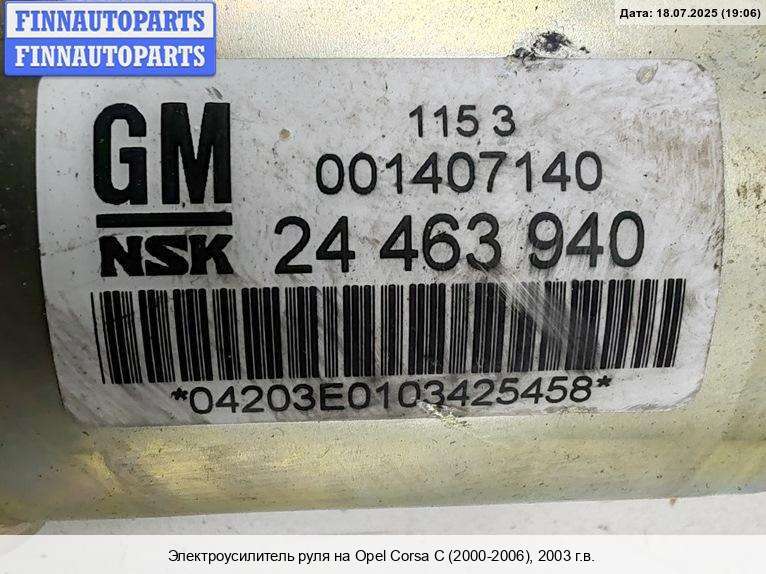 FINNAUTOPARTS
FINNAUTOPARTS
Дата: 18.07.2025 (19:06)
GM
NSK
115 3
001407140
24 463 940
*04203E0103425458*
Электроусилитель руля на Opel Corsa C (2000-2006), 2003 г.в.